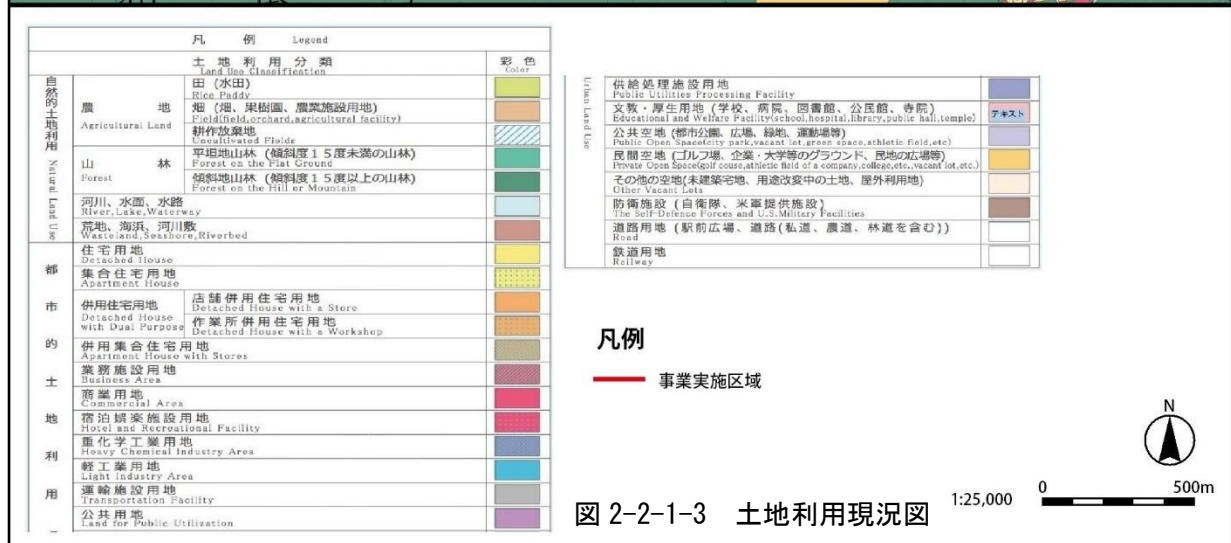 凡 例 Legend
土地利用分類 彩色
Land Use Classification Color
自然的土地利用 Natural Land Use
農 地
Agricultural Land
田 (水田)
Rice Paddy
畑 (畑、果樹園、農業施設用地)
Field(field,orchard,agricultural facility)
耕作放棄地
Uncultivated Fields
山 林
Forest
平坦地山林 (傾斜度15度未満の山林)
Forest on the Flat Ground
傾斜地山林 (傾斜度15度以上の山林)
Forest on the Hill or Mountain
河川、水面、水路
River,Lake,Waterway
荒地、海浜、河川敷
Wasteland,Seashore,Riverbed
都市的土地利用
住宅用地
Detached House
集合住宅用地
Apartment House
併用住宅用地
Detached House
with Dual Purpose
店舗併用住宅用地
Detached House with a Store
作業所併用住宅用地
Detached House with a Workshop
併用集合住宅用地
Apartment House with Stores
業務施設用地
Business Area
商業用地
Commercial Area
宿泊娯楽施設用地
Hotel and Recreational Facility
重化学工業用地
Heavy Chemical Industry Area
軽工業用地
Light Industry Area
運輸施設用地
Transportation Facility
公共用地
Land for Public Utilization
Urban Land Use
供給処理施設用地
Public Utilities Processing Facility
文教・厚生用地 (学校、病院、図書館、公民館、寺院)
Educational and Welfare Facility(school,hospital,library,public hall,temple)
テキスト
公共空地 (都市公園、広場、緑地、運動場等)
Public Open Space(city park,vacant lot,green space,athletic field,etc)
民間空地 (ゴルフ場、企業・大学等のグラウンド、民地の広場等)
Private Open Space(golf couse,athletic field of a company,college,etc.,vacant lot,etc.)
その他の空地(未建築宅地、用途改変中の土地、屋外利用地)
Other Vacant Lots
防衛施設 (自衛隊、米軍提供施設)
The Self-Defence Forces and U.S.Military Facilities
道路用地 (駅前広場、道路(私道、農道、林道を含む))
Road
鉄道用地
Railway
凡例
事業実施区域
N
1:25,000
0 500m
図 2-2-1-3 土地利用現況図